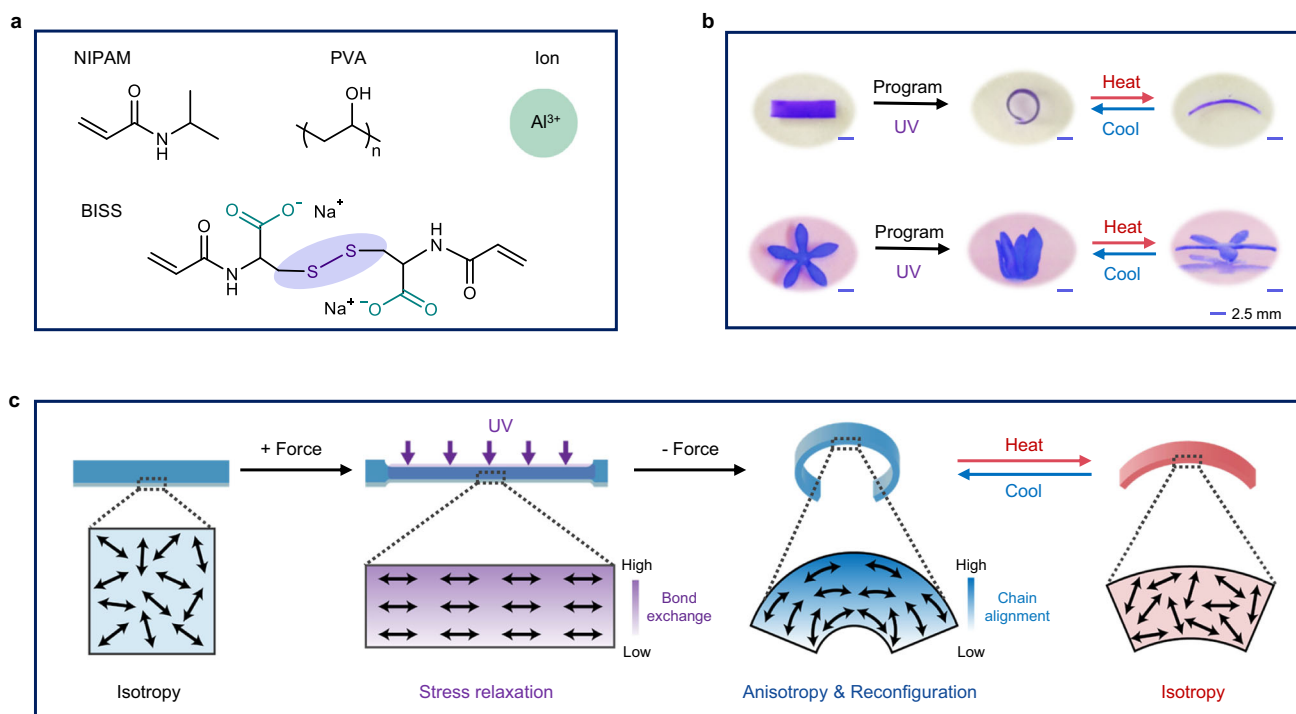 a
NIPAM
PVA
Ion
O
N
H
OH
n
Al³⁺
BISS
O
O⁻
Na⁺
O
N
H
S
S
H
N
O
Na⁺
⁻O
O
b
Program
UV
Heat
Cool
Program
UV
Heat
Cool
2.5 mm
c
+ Force
UV
- Force
Heat
Cool
High
Bond
exchange
Low
High
Chain
alignment
Low
Isotropy
Stress relaxation
Anisotropy & Reconfiguration
Isotropy